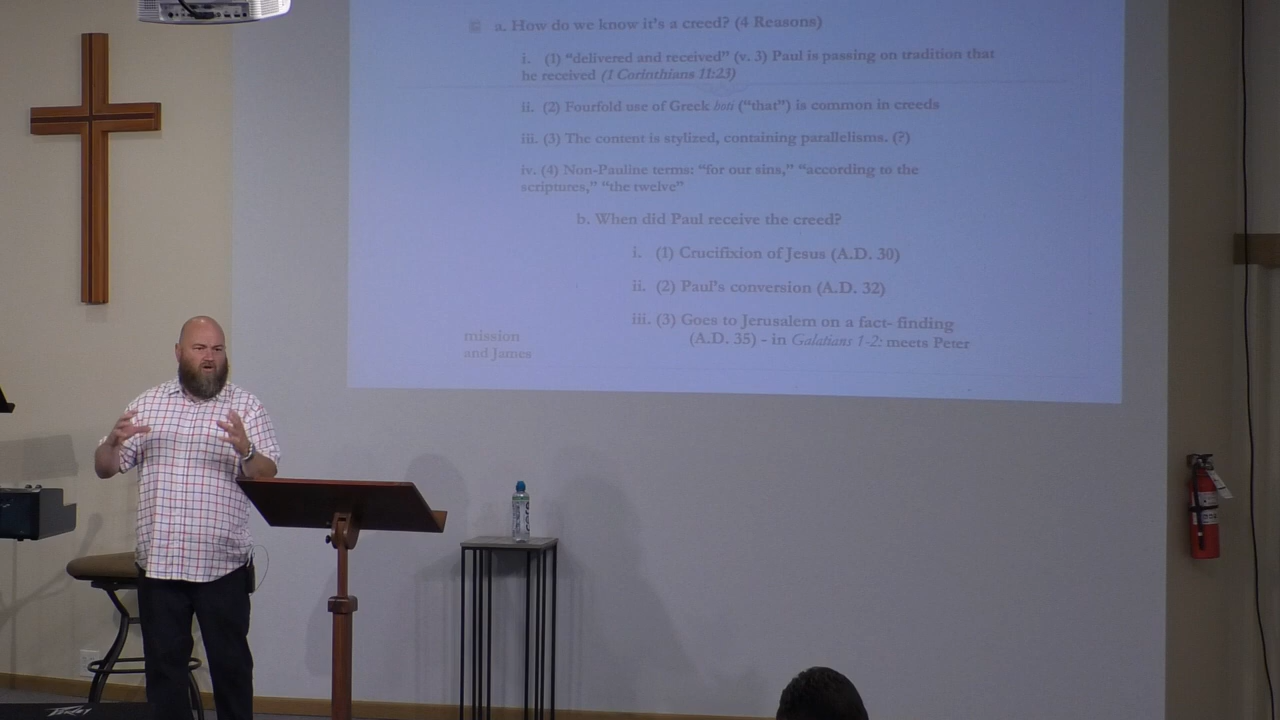 a. How do we know it's a creed? (4 Reasons)
i. (1) "delivered and received" (v. 3) Paul is passing on tradition that
he received (1 Corinthians 11:23)
ii. (2) Fourfold use of Greek hoti ("that") is common in creeds
iii. (3) The content is stylized, containing parallelisms. (?)
iv. (4) Non-Pauline terms: "for our sins," "according to the
scriptures," "the twelve"
b. When did Paul receive the creed?
i. (1) Crucifixion of Jesus (A.D. 30)
ii. (2) Paul's conversion (A.D. 32)
iii. (3) Goes to Jerusalem on a fact- finding
mission (A.D. 35) - in Galatians 1-2: meets Peter
and James
Peavey